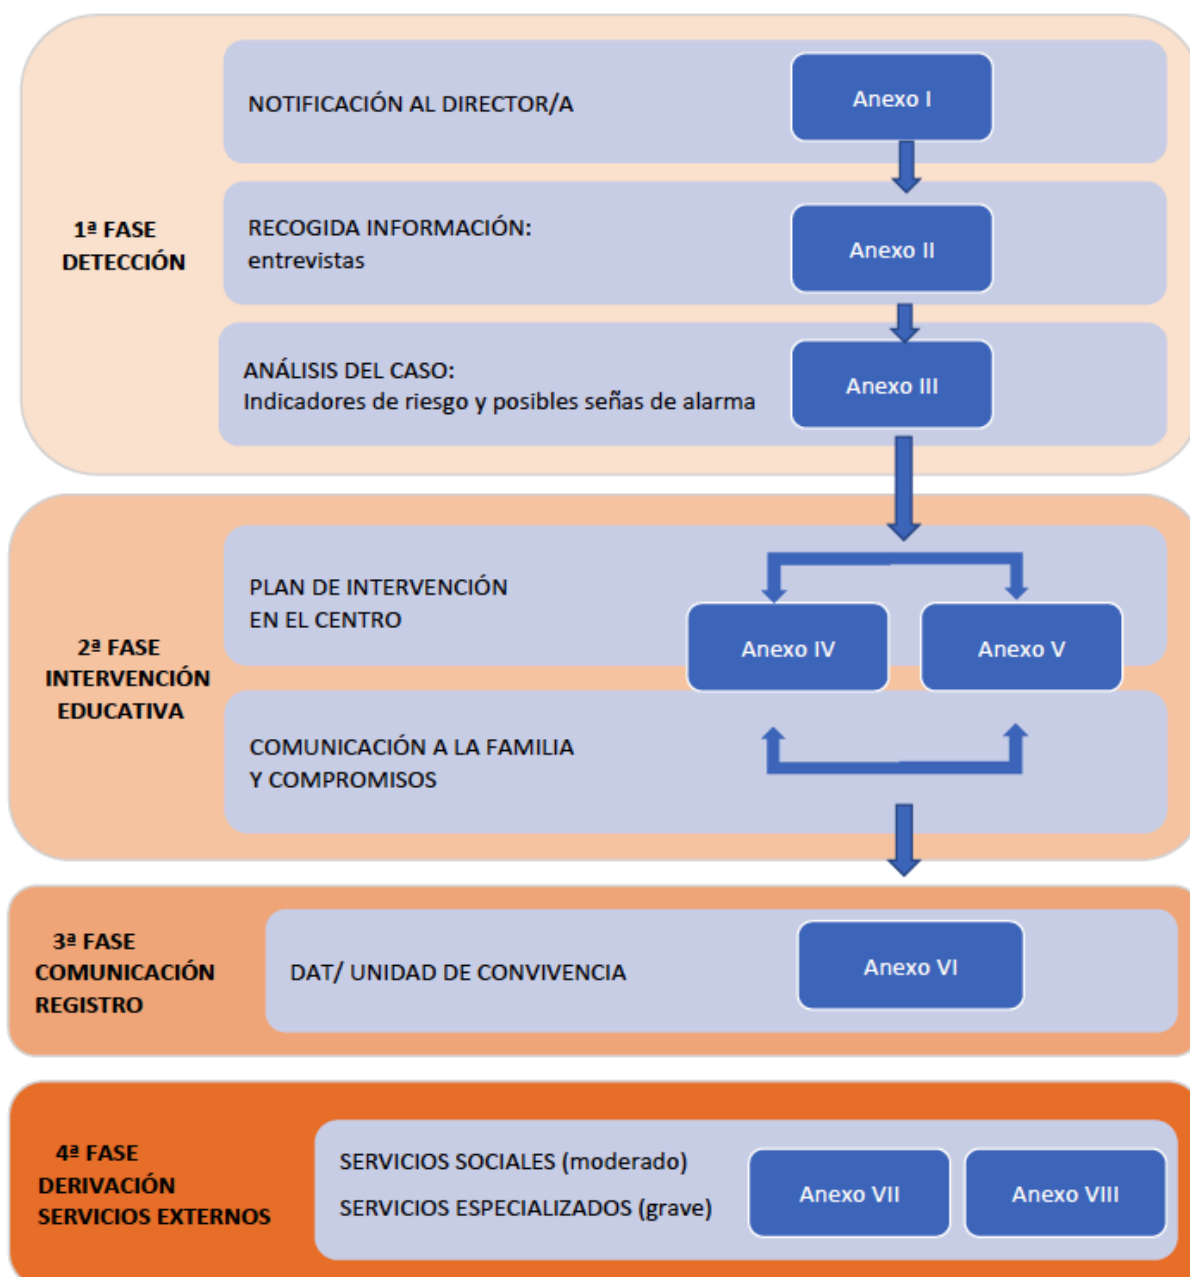 1ª FASE
DETECCIÓN
NOTIFICACIÓN AL DIRECTOR/A
Anexo I
RECOGIDA INFORMACIÓN:
entrevistas
Anexo II
ANÁLISIS DEL CASO:
Indicadores de riesgo y posibles señas de alarma
Anexo III
2ª FASE
INTERVENCIÓN
EDUCATIVA
PLAN DE INTERVENCIÓN
EN EL CENTRO
Anexo IV
Anexo V
COMUNICACIÓN A LA FAMILIA
Y COMPROMISOS
3ª FASE
COMUNICACIÓN
REGISTRO
DAT/ UNIDAD DE CONVIVENCIA
Anexo VI
4ª FASE
DERIVACIÓN
SERVICIOS EXTERNOS
SERVICIOS SOCIALES (moderado)
SERVICIOS ESPECIALIZADOS (grave)
Anexo VII
Anexo VIII